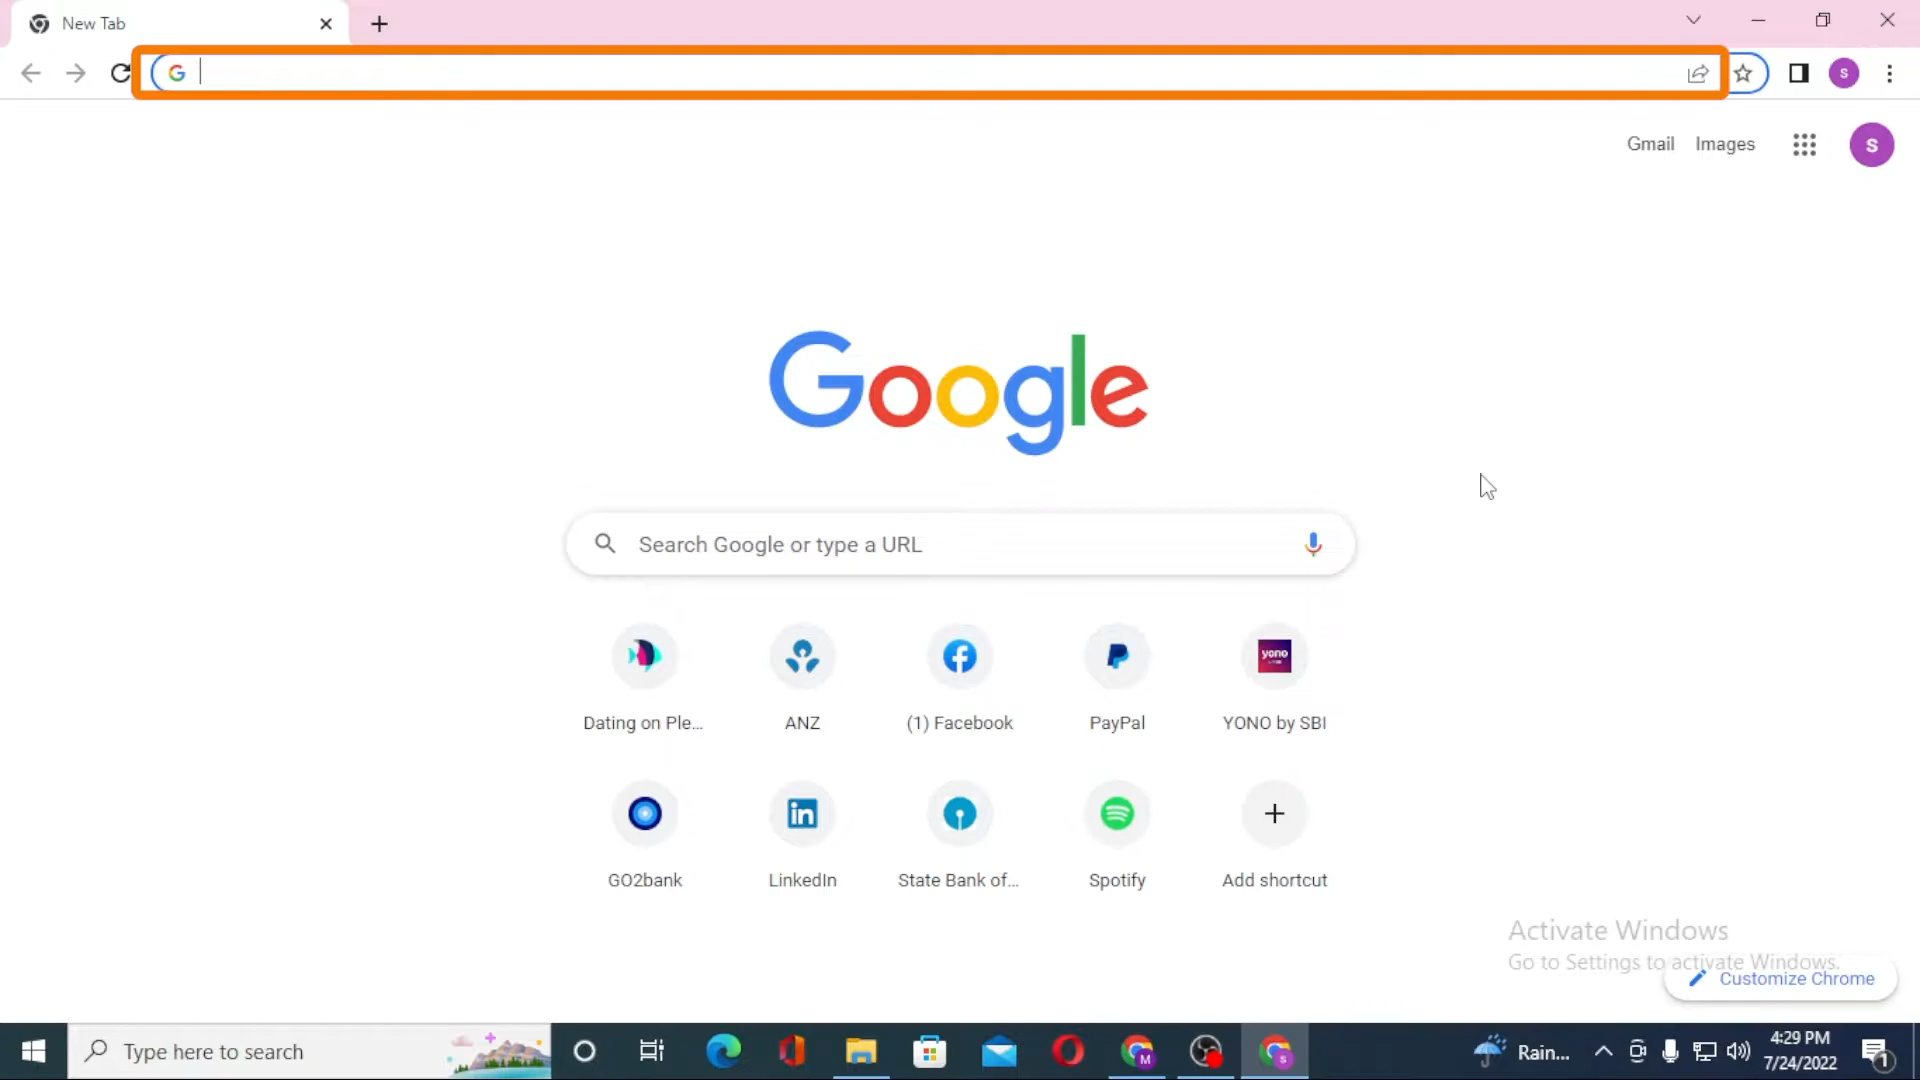 New Tab
S
Gmail Images
S
Google
Search Google or type a URL
yono
Dating on Ple...
ANZ
(1) Facebook
PayPal
YONO by SBI
in
GO2bank
LinkedIn
State Bank of...
Spotify
Add shortcut
Activate Windows
Go to Settings to activate Windows.
Customize Chrome
Type here to search
M
S
Rain...
4:29 PM
7/24/2022
1